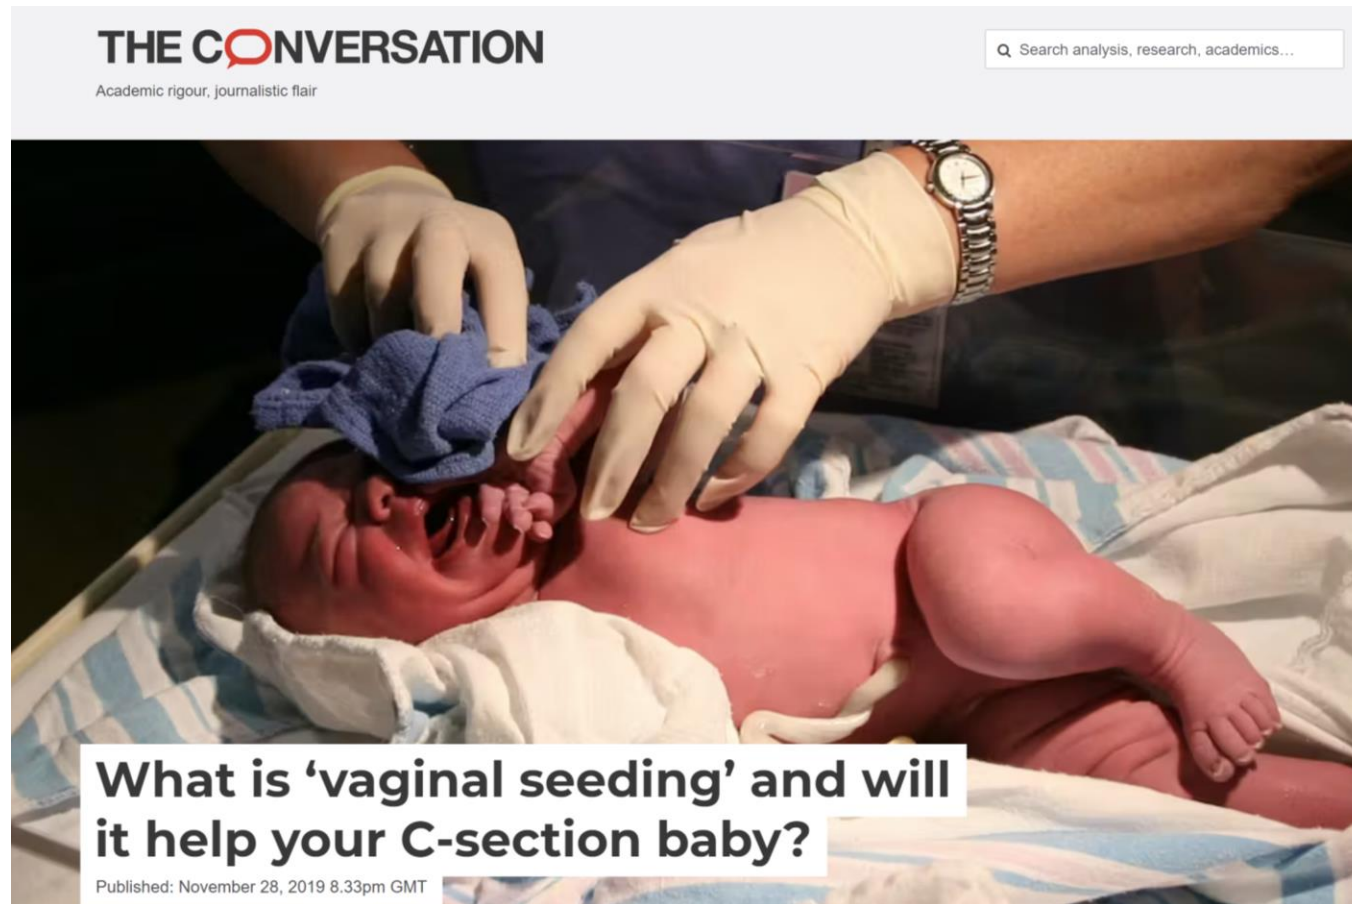 THE CONVERSATION
Search analysis, research, academics...
Academic rigour, journalistic flair
What is ‘vaginal seeding’ and will
it help your C-section baby?
Published: November 28, 2019 8.33pm GMT